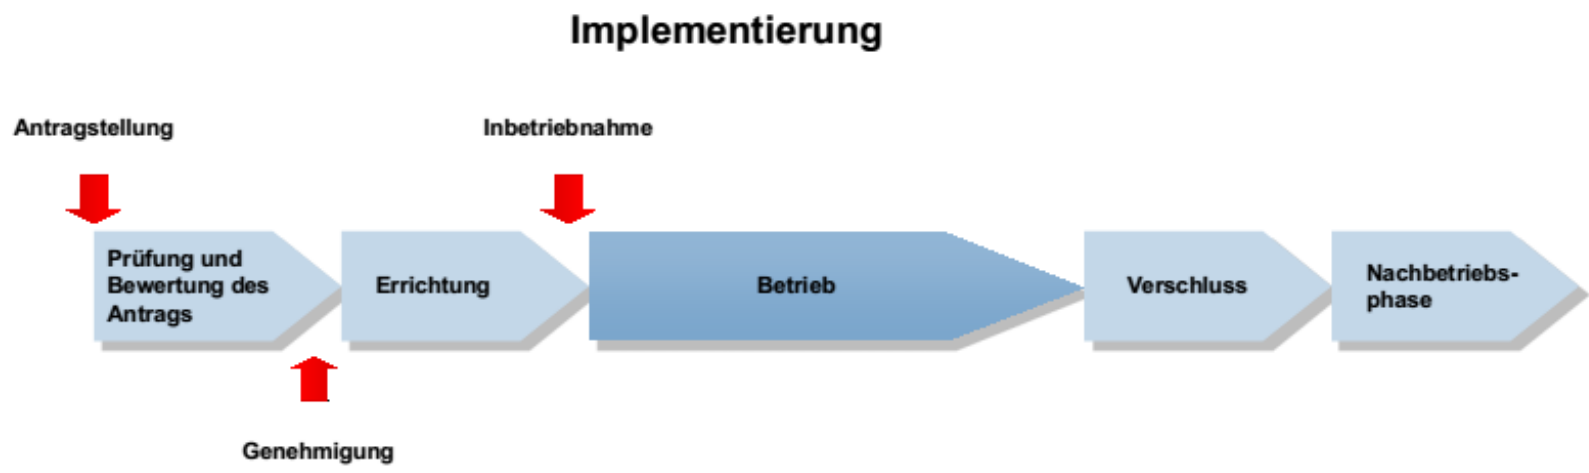 Implementierung
Antragstellung
Inbetriebnahme
Prüfung und
Bewertung des
Antrags
Errichtung
Betrieb
Verschluss
Nachbetriebs-
phase
Genehmigung